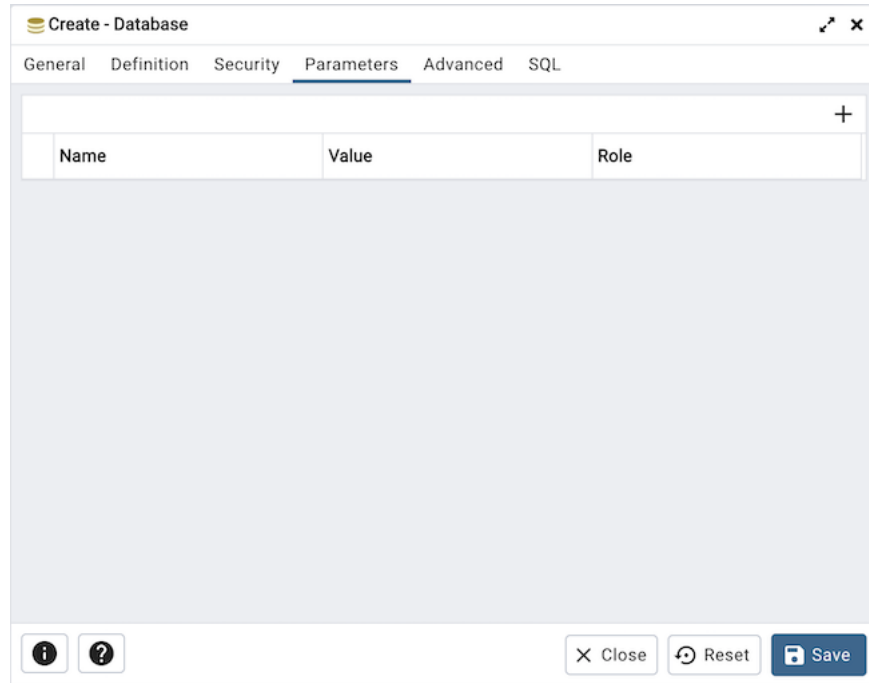 Create - Database
General Definition Security Parameters Advanced SQL
Name Value Role
Close Reset Save